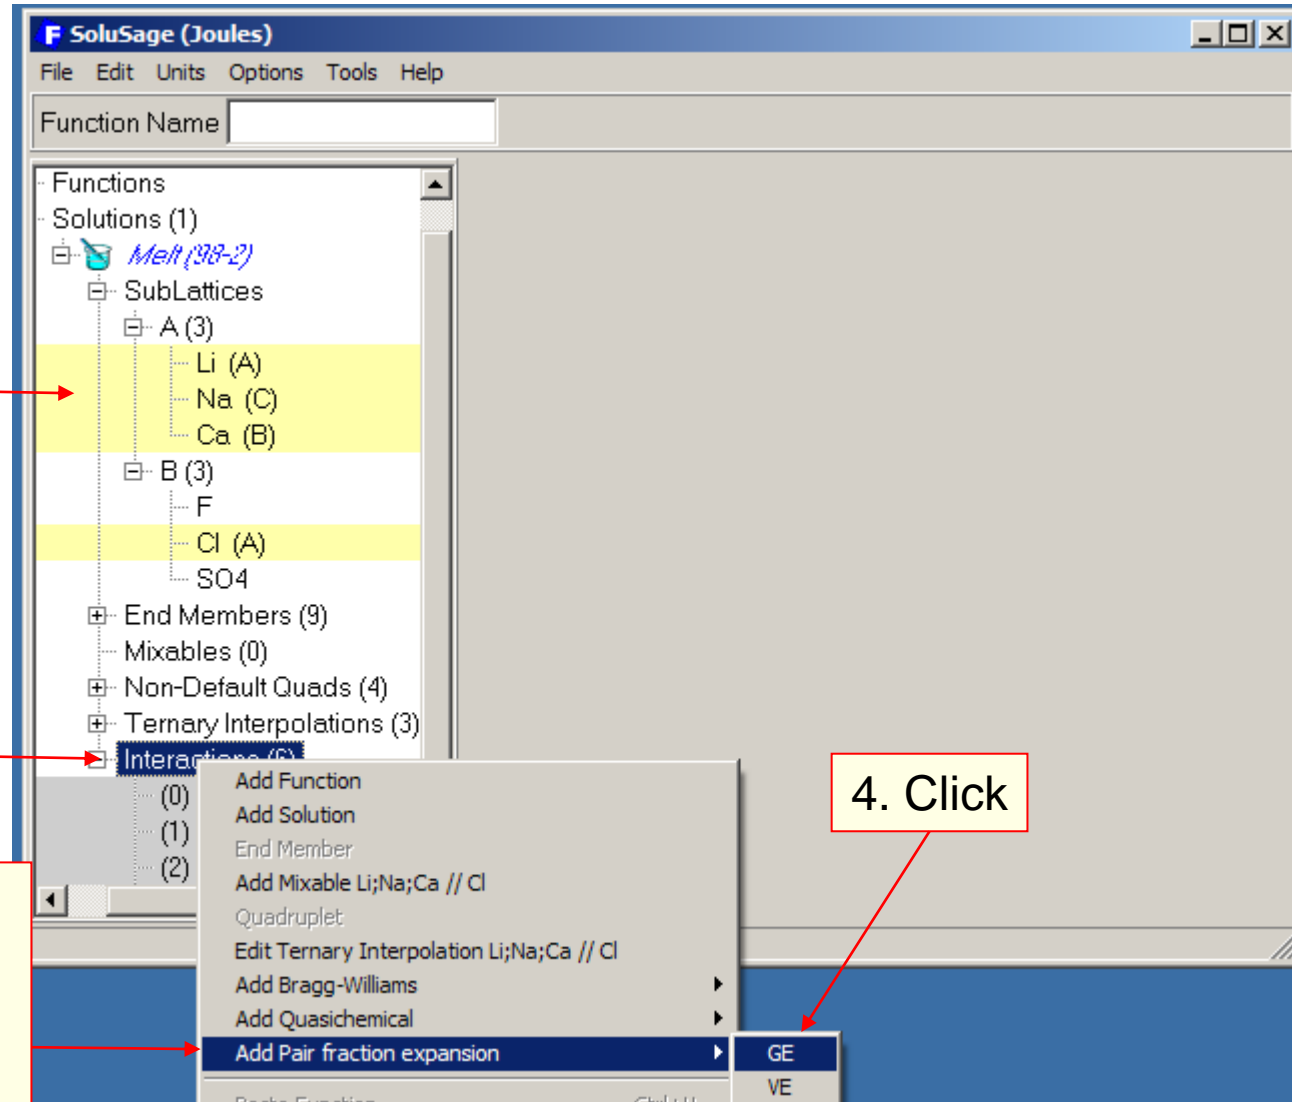 SoluSage (Joules)
File Edit Units Options Tools Help
Function Name
Functions
Solutions (1)
Melt (98-2)
SubLattices
A (3)
Li (A)
Na (C)
Ca (B)
B (3)
F
Cl (A)
SO4
End Members (9)
Mixables (0)
Non-Default Quads (4)
Ternary Interpolations (3)
Interactions (6)
(0)
(1)
(2)
Add Function
Add Solution
End Member
Add Mixable Li;Na;Ca // Cl
Quadruplet
Edit Ternary Interpolation Li;Na;Ca // Cl
Add Bragg-Williams
Add Quasichemical
Add Pair fraction expansion
GE
VE
4. Click